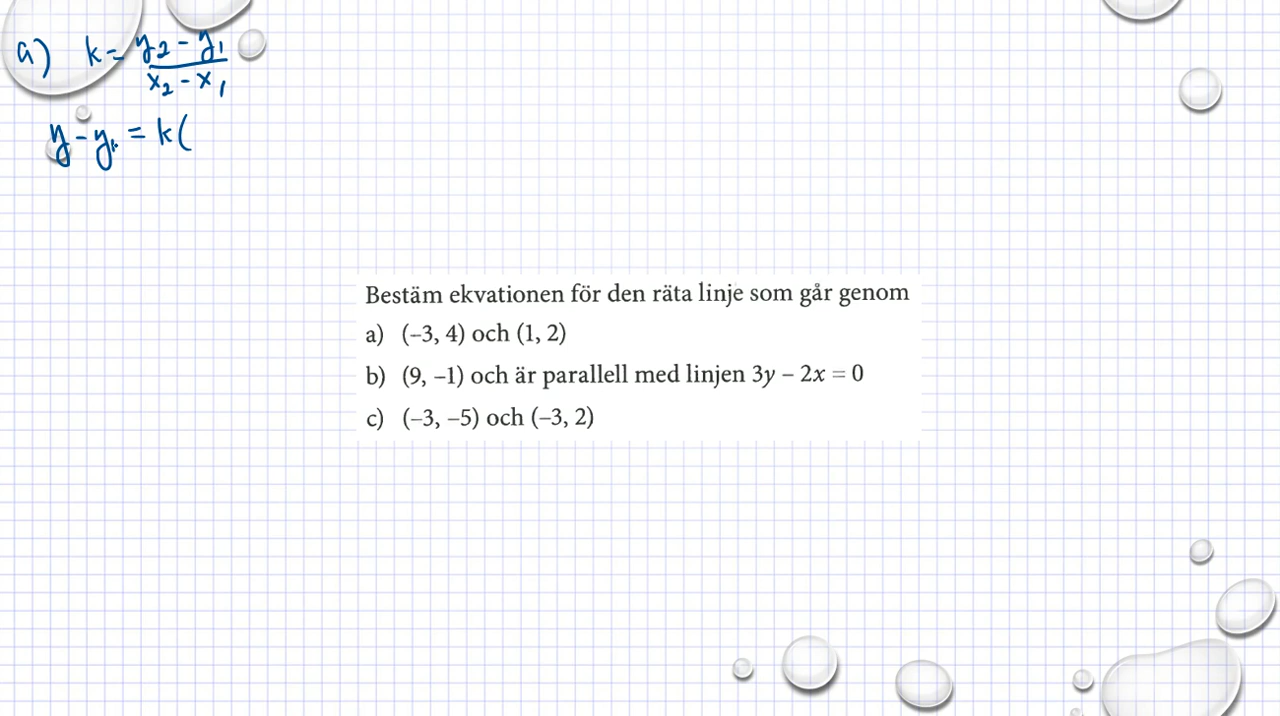 a) k = y₂ - y₁ / x₂ - x₁
y - y₁ = k(
Bestäm ekvationen för den räta linje som går genom
a) (–3, 4) och (1, 2)
b) (9, –1) och är parallell med linjen 3y – 2x = 0
c) (–3, –5) och (–3, 2)